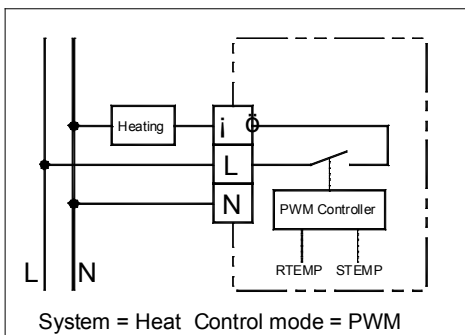 Heating
¡ Ö
L
N
PWM Controller
RTEMP STEMP
L N
System = Heat Control mode = PWM